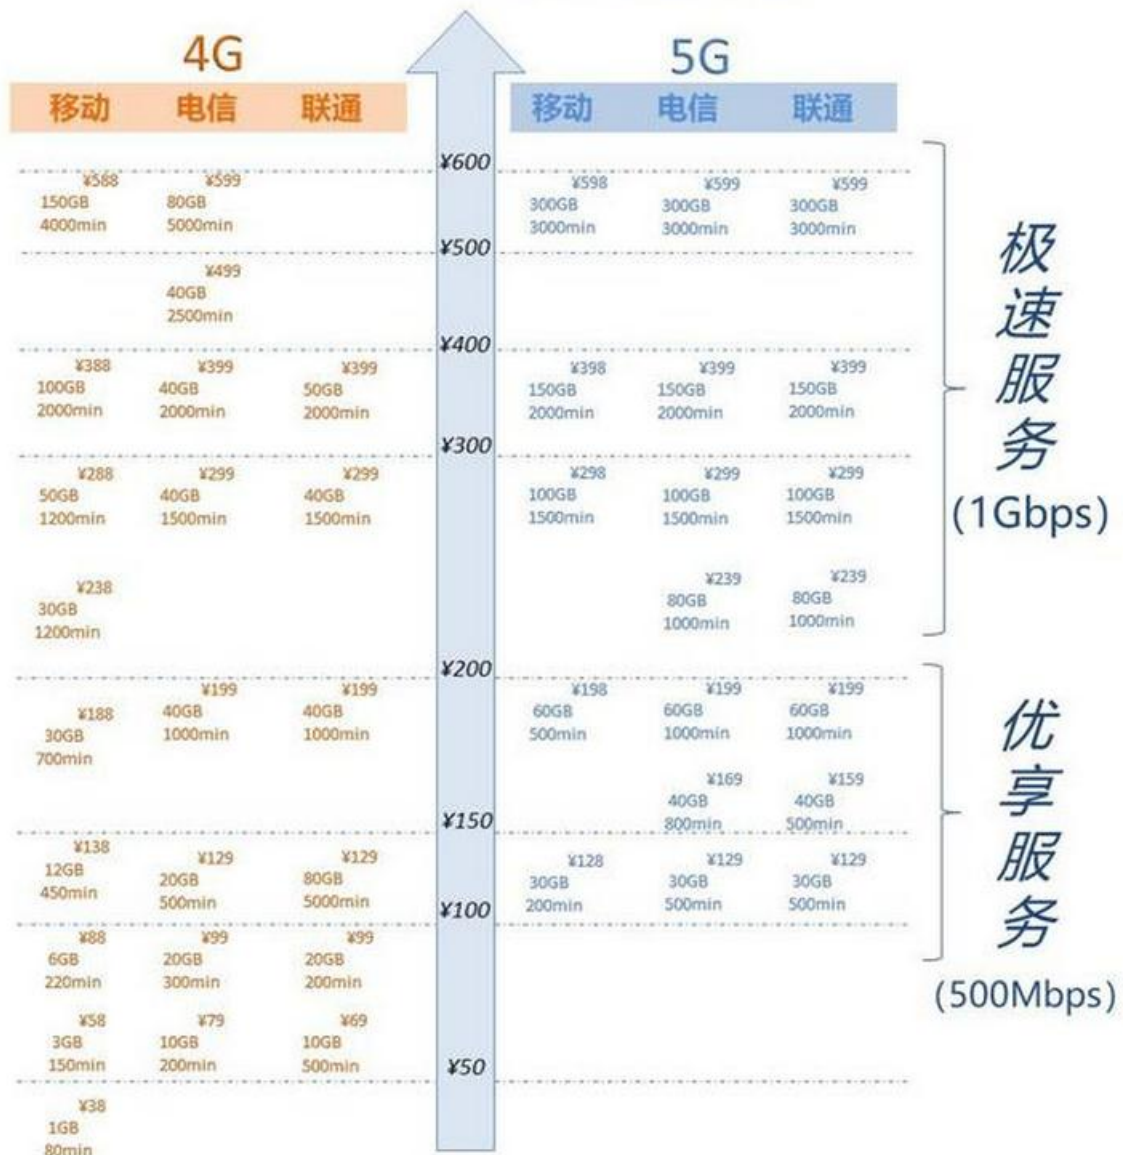 4G
5G
移动 电信 联通
移动 电信 联通
¥600
¥588 ¥599
150GB 80GB
4000min 5000min
¥598 ¥599 ¥599
300GB 300GB 300GB
3000min 3000min 3000min
¥500
¥499
40GB
2500min
¥400
¥388 ¥399 ¥399
100GB 40GB 50GB
2000min 2000min 2000min
¥398 ¥399 ¥399
150GB 150GB 150GB
2000min 2000min 2000min
¥300
¥288 ¥299 ¥299
50GB 40GB 40GB
1200min 1500min 1500min
¥298 ¥299 ¥299
100GB 100GB 100GB
1500min 1500min 1500min
¥238
30GB
1200min
¥239 ¥239
80GB 80GB
1000min 1000min
极速服务
(1Gbps)
¥200
¥188 ¥199 ¥199
30GB 40GB 40GB
700min 1000min 1000min
¥198 ¥199 ¥199
60GB 60GB 60GB
500min 1000min 1000min
¥169 ¥159
40GB 40GB
800min 500min
¥150
¥138 ¥129 ¥129
12GB 20GB 80GB
450min 500min 5000min
¥128 ¥129 ¥129
30GB 30GB 30GB
200min 500min 500min
¥100
¥88 ¥99 ¥99
6GB 20GB 20GB
220min 300min 200min
¥58 ¥79 ¥69
3GB 10GB 10GB
150min 200min 500min
¥50
¥38
1GB
80min
优享服务
(500Mbps)